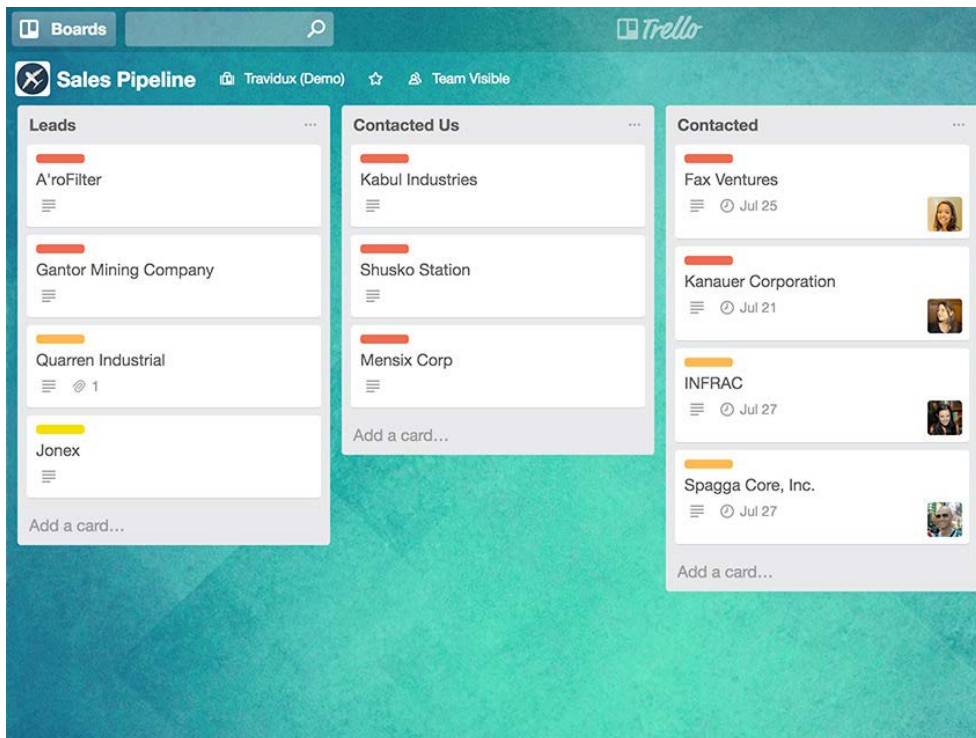 Boards
Trello
Sales Pipeline Travidux (Demo) Team Visible
Leads
A'roFilter
Gantor Mining Company
Quarren Industrial
1
Jonex
Add a card...
Contacted Us
Kabul Industries
Shusko Station
Mensix Corp
Add a card...
Contacted
Fax Ventures
Jul 25
Kanauer Corporation
Jul 21
INFRAC
Jul 27
Spagga Core, Inc.
Jul 27
Add a card...